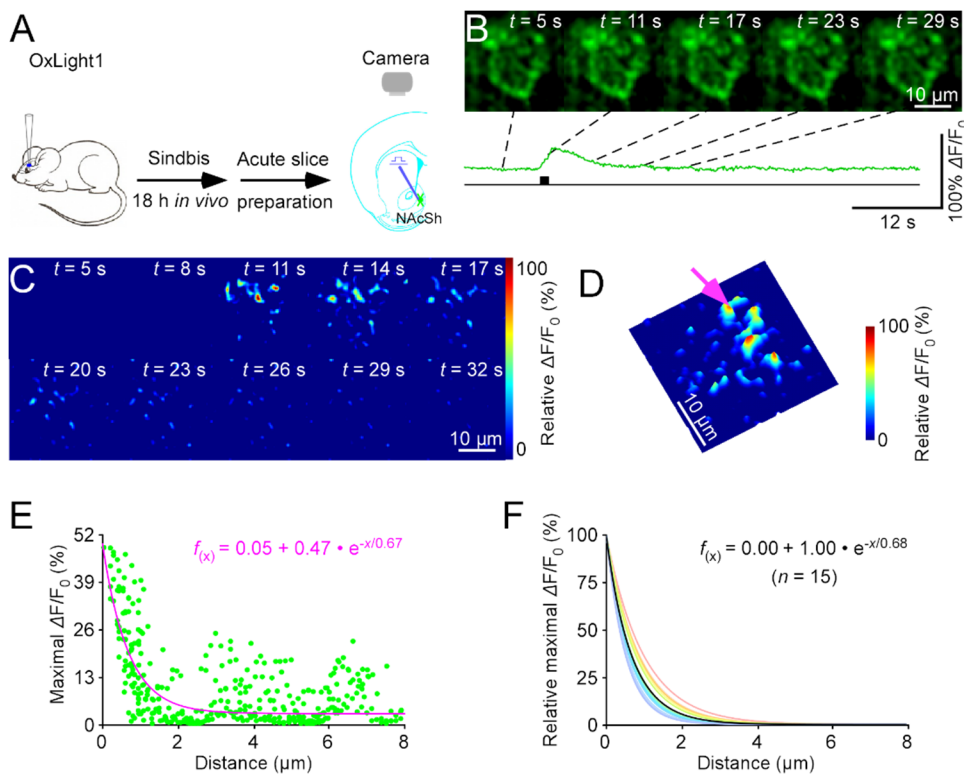 A
OxLight1
Camera
Sindbis
18 h in vivo
Acute slice
preparation
NAcSh
B
t = 5 s t = 11 s t = 17 s t = 23 s t = 29 s
10 μm
100% ΔF/F0
12 s
C
t = 5 s t = 8 s t = 11 s t = 14 s t = 17 s
t = 20 s t = 23 s t = 26 s t = 29 s t = 32 s
10 μm
100
0
Relative ΔF/F0 (%)
D
10 μm
100
0
Relative ΔF/F0 (%)
E
f(x) = 0.05 + 0.47 • e-x/0.67
Maximal ΔF/F0 (%)
52
39
26
13
0
0 2 4 6 8
Distance (μm)
F
f(x) = 0.00 + 1.00 • e-x/0.68
(n = 15)
Relative maximal ΔF/F0 (%)
100
75
50
25
0
0 2 4 6 8
Distance (μm)